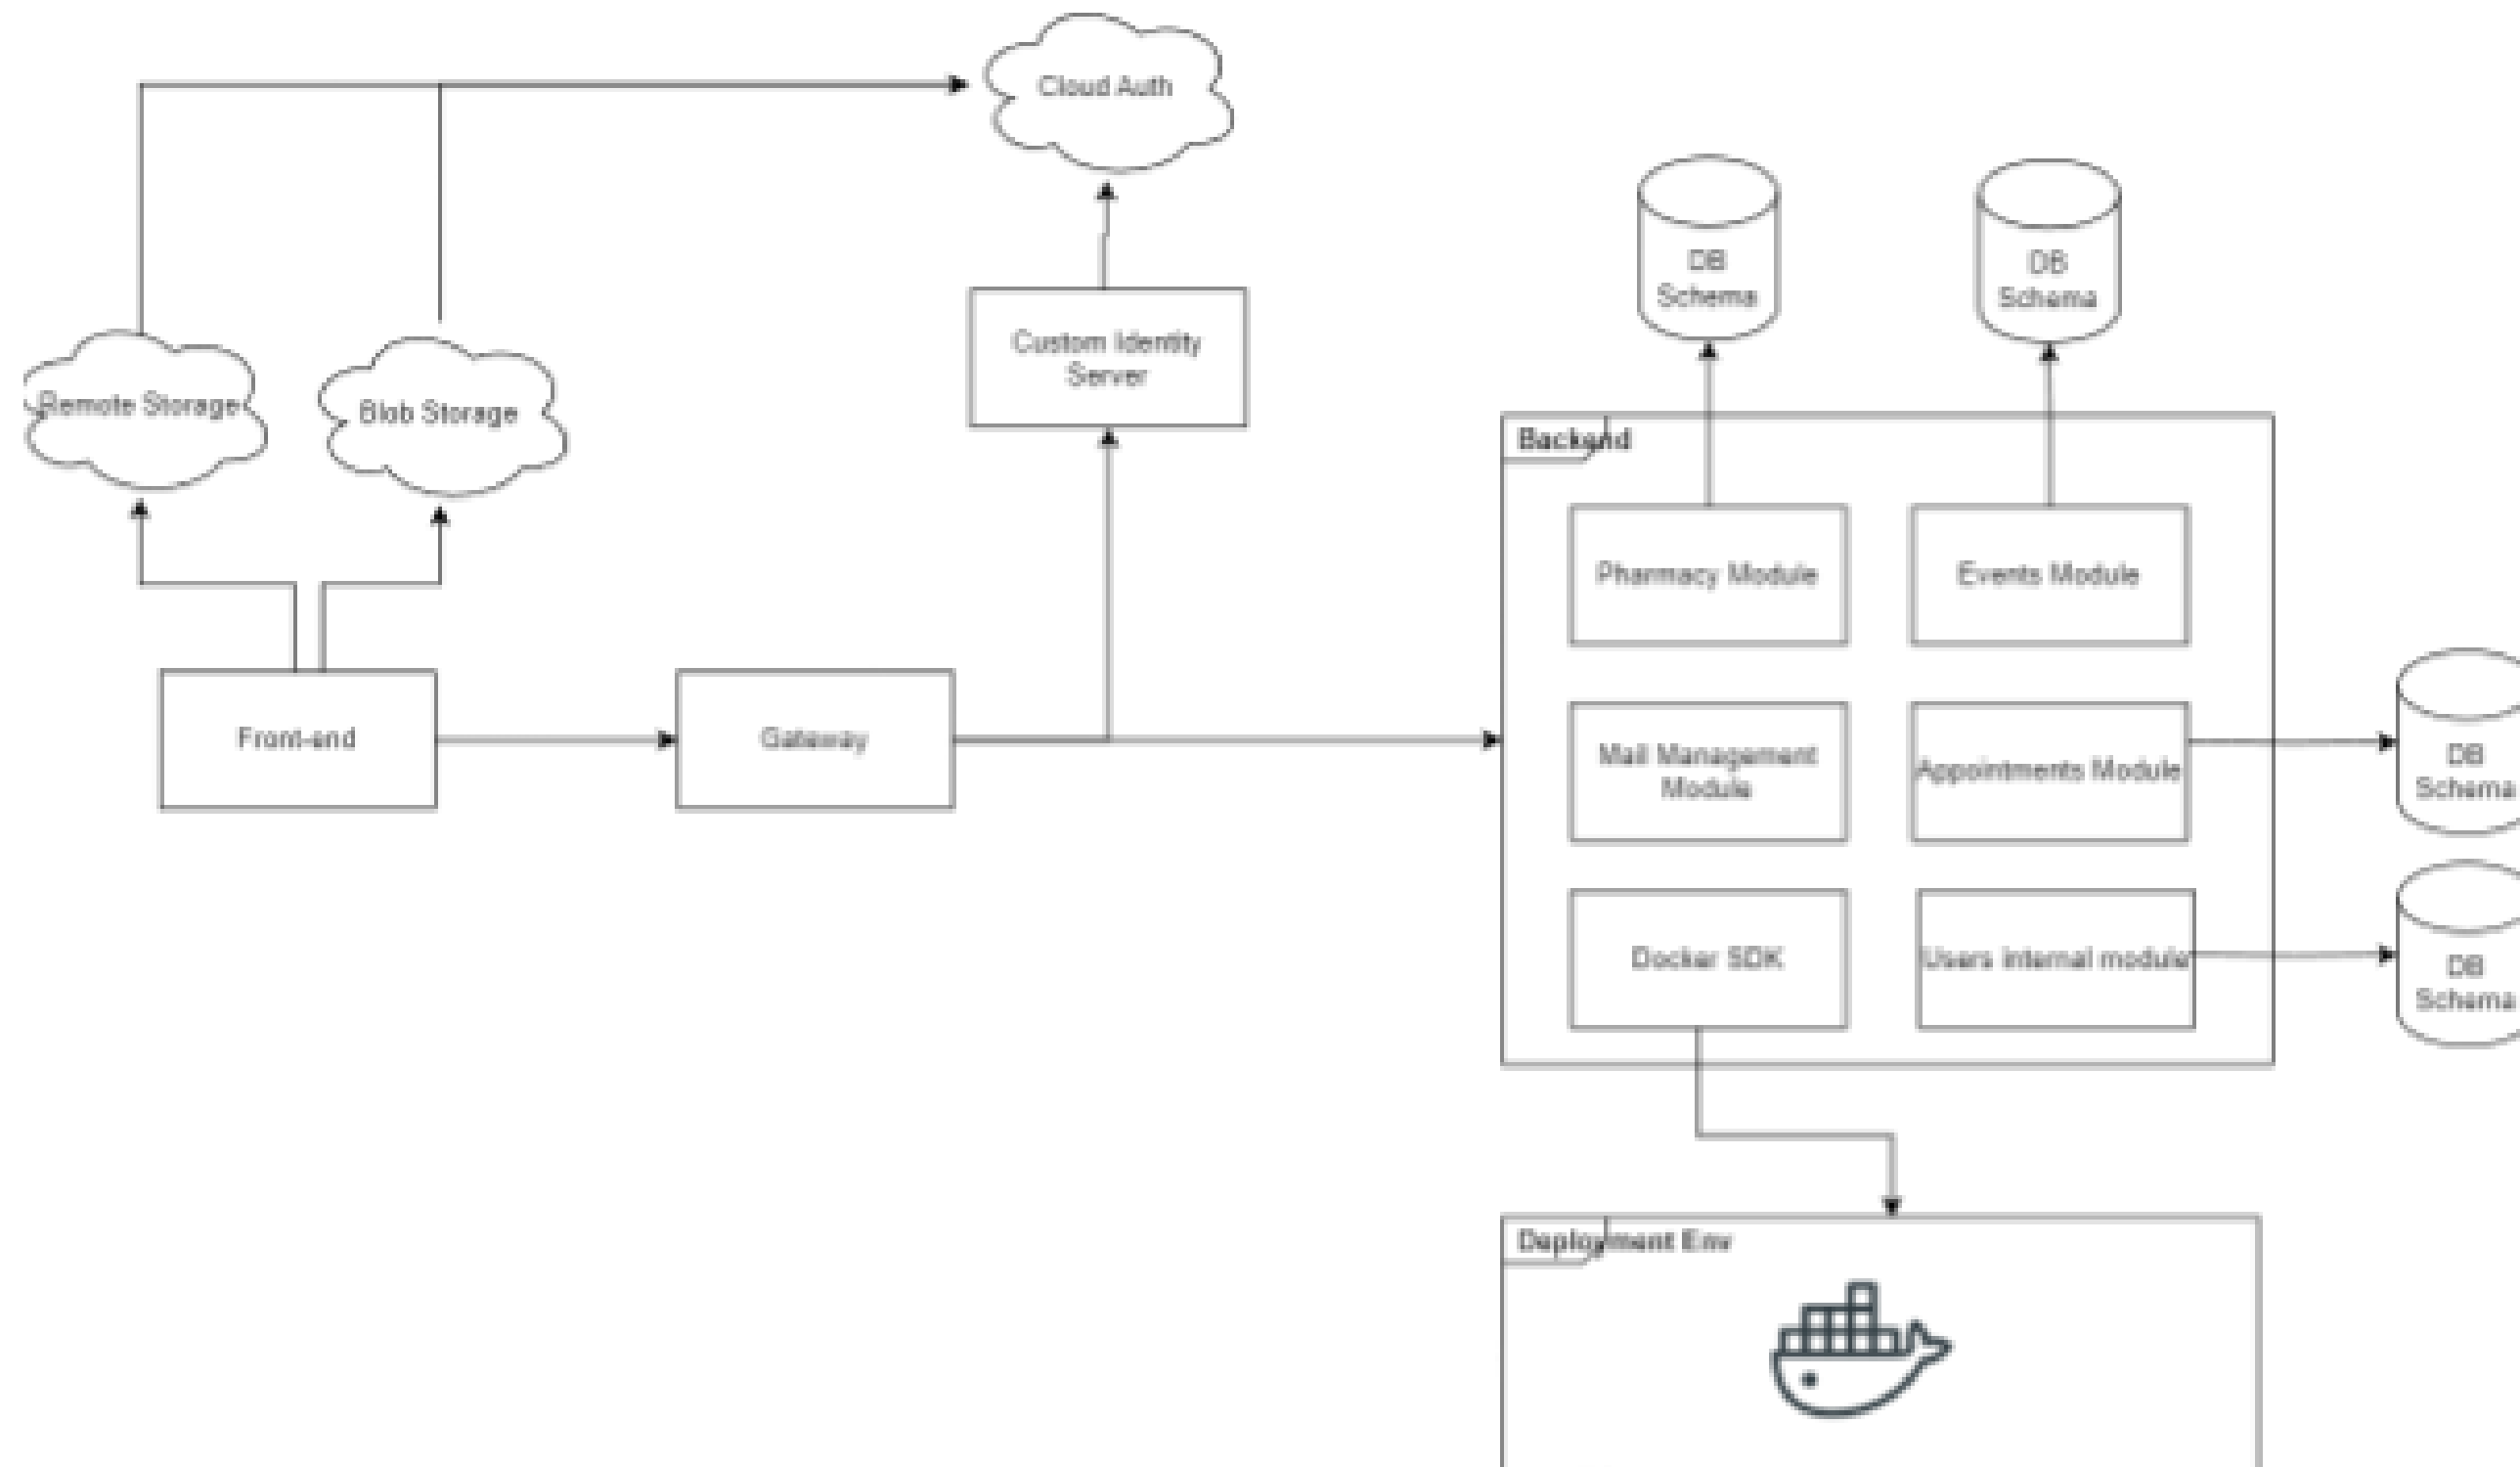 Cloud Auth
DB
Schema
DB
Schema
Custom Identity
Server
Remote Storage
Blob Storage
Backend
Pharmacy Module
Events Module
Front-end
Gateway
Mail Management
Module
Appointments Module
DB
Schema
Docker SDK
Users internal module
DB
Schema
Deployment Env